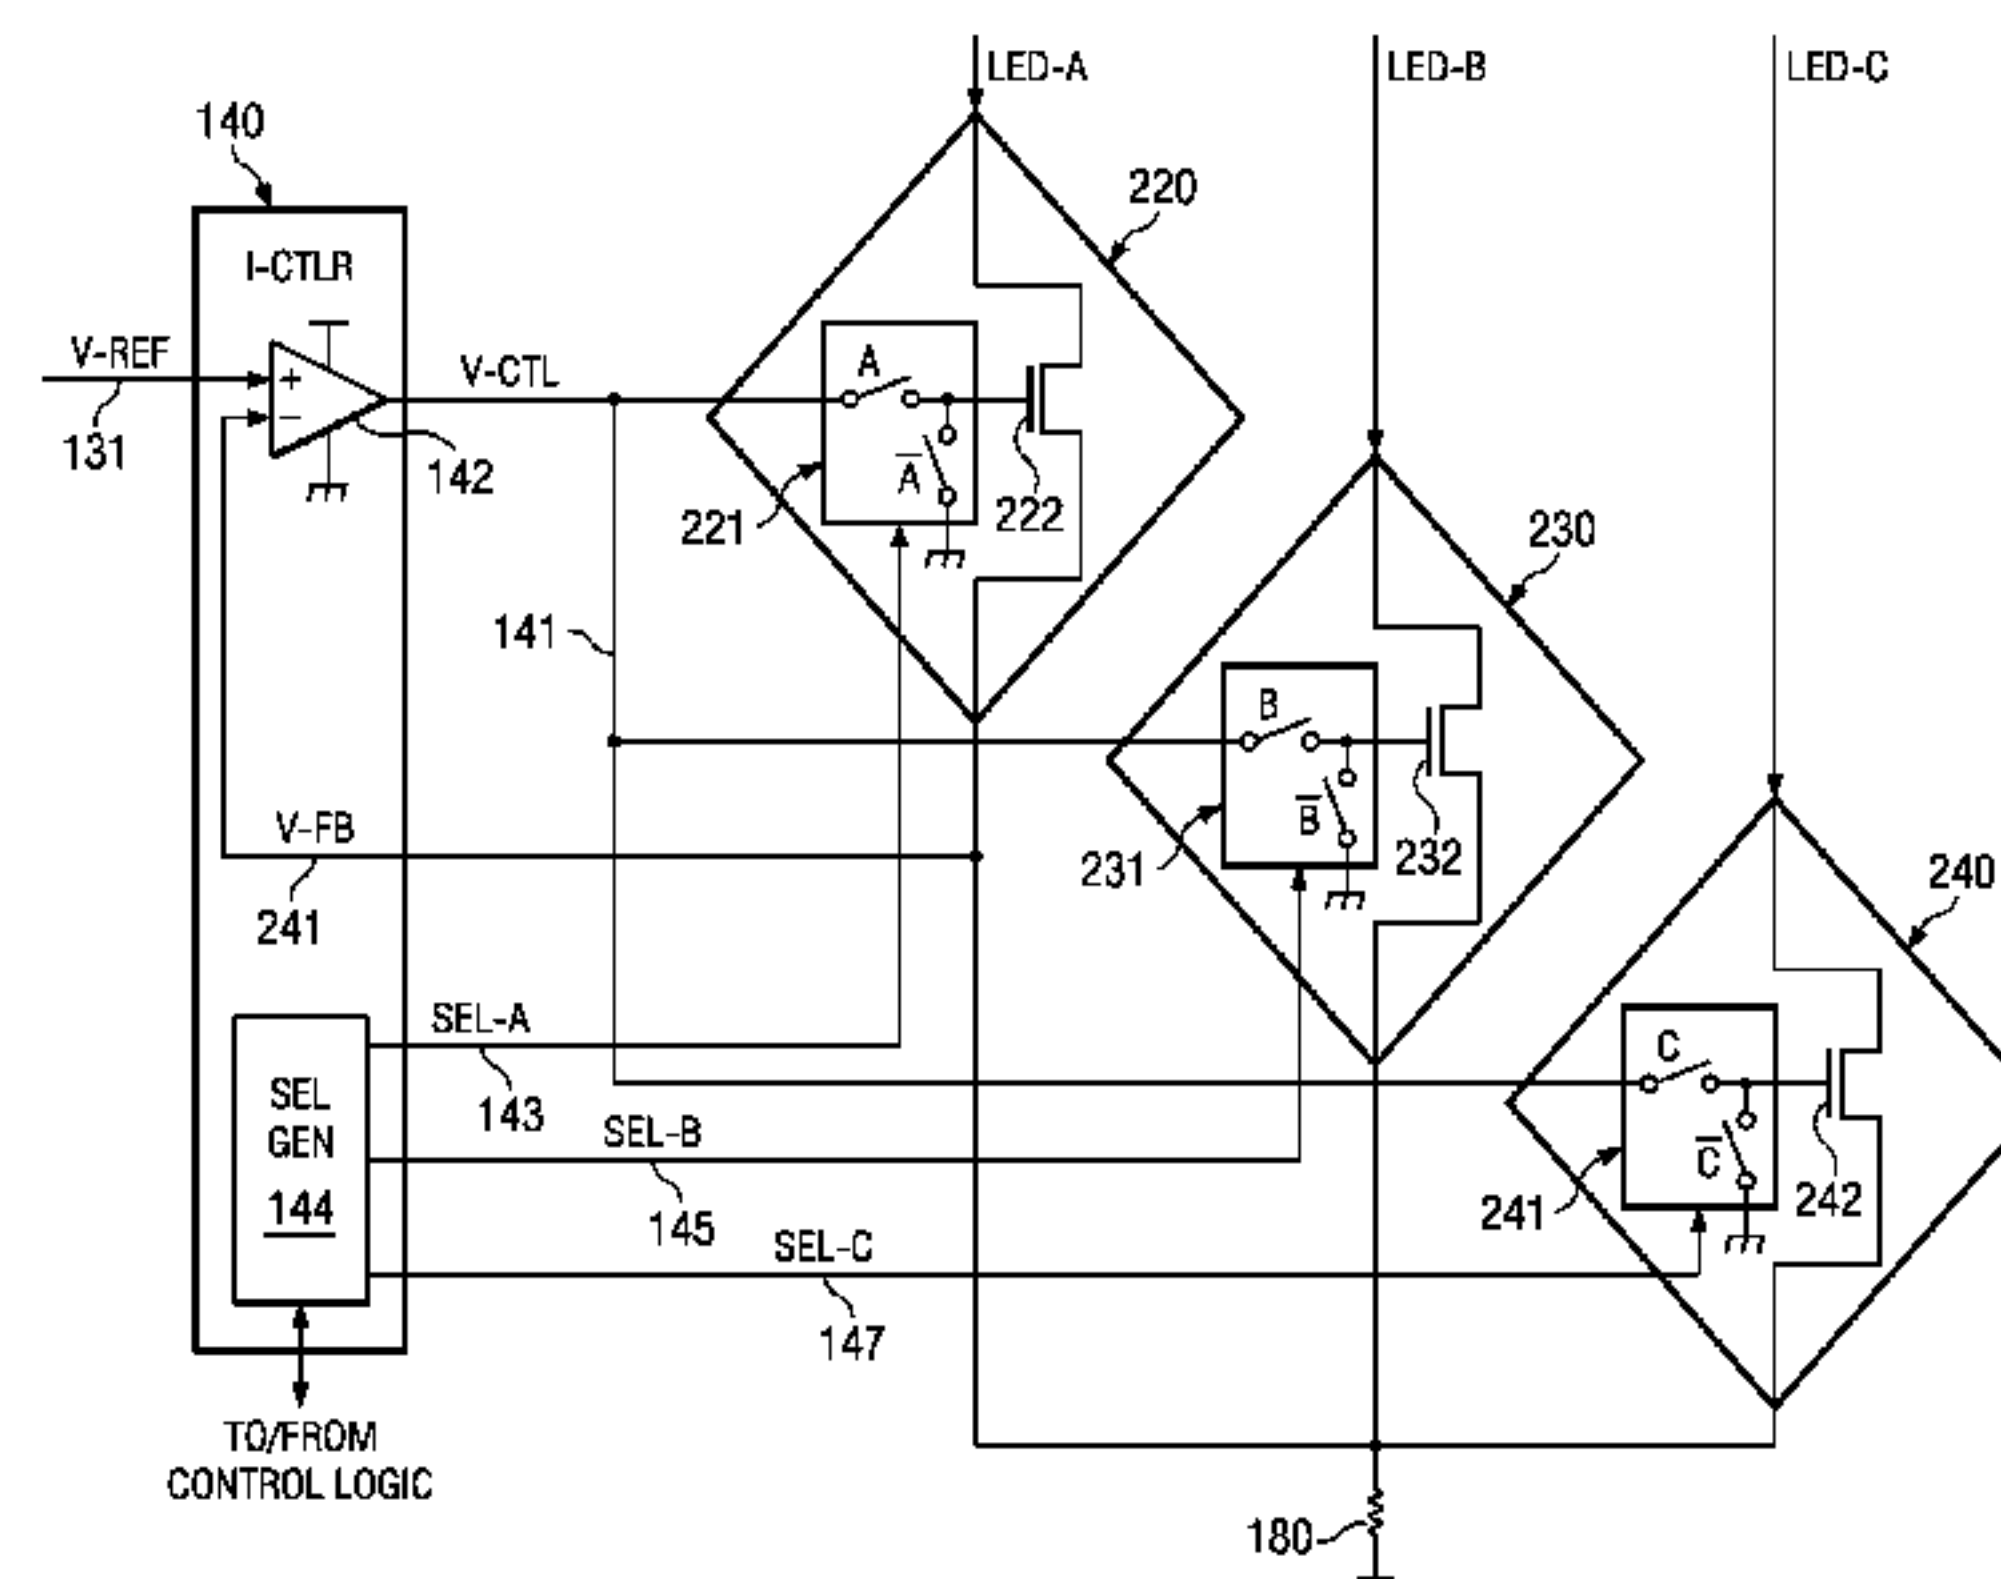 LED-A
LED-B
LED-C
140
220
I-CTLR
V-REF
V-CTL
A
+
−
131
142
A̅
221
222
230
141
B
V-FB
B̅
231
232
240
241
SEL-A
C
SEL
GEN
144
143
SEL-B
C̅
145
241
242
SEL-C
147
TO/FROM
CONTROL LOGIC
180